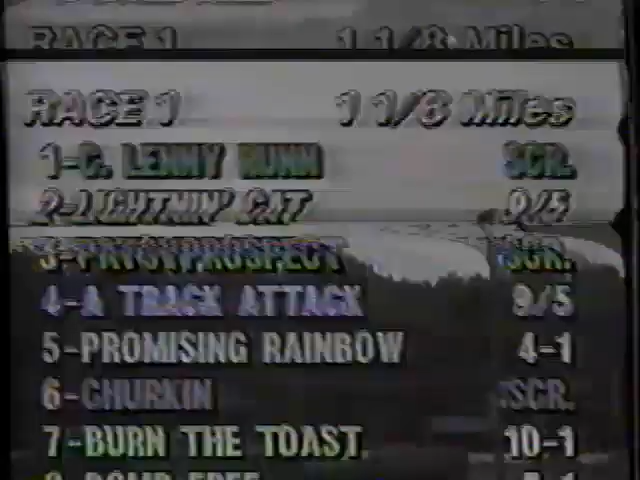 RACE 1 1 1/8 Miles
RACE 1 1 1/8 Miles
1-C. LENNY RUNN SCR.
2-LIGHTNIN' CAT 9/5
SCR.
4-A TRACK ATTACK 9/5
5-PROMISING RAINBOW 4-1
6-CHURKIN SCR.
7-BURN THE TOAST 10-1